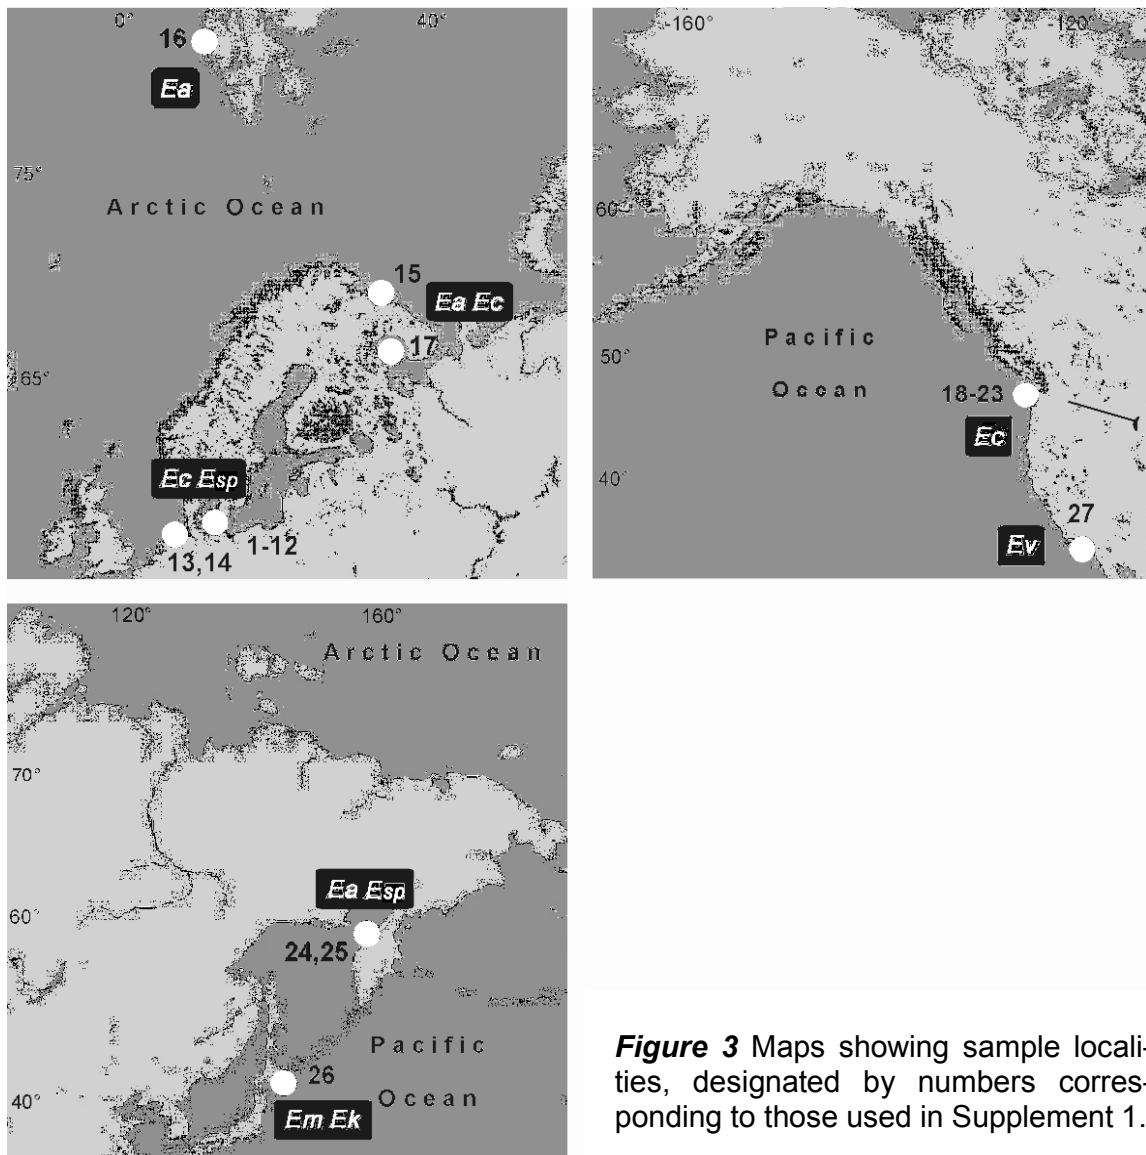 0° 40°
16
Ea
75°
Arctic Ocean
15
Ea Ec
17
65°
Ec Esp
1-12
13,14
-160° -120°
60°
Pacific
50°
Ocean
18-23
Ec
40°
27
Ev
120° 160°
Arctic Ocean
70°
Ea Esp
60°
24,25
Pacific
26
Ocean
40°
Em Ek
Figure 3 Maps showing sample locali-
ties, designated by numbers corres-
ponding to those used in Supplement 1.